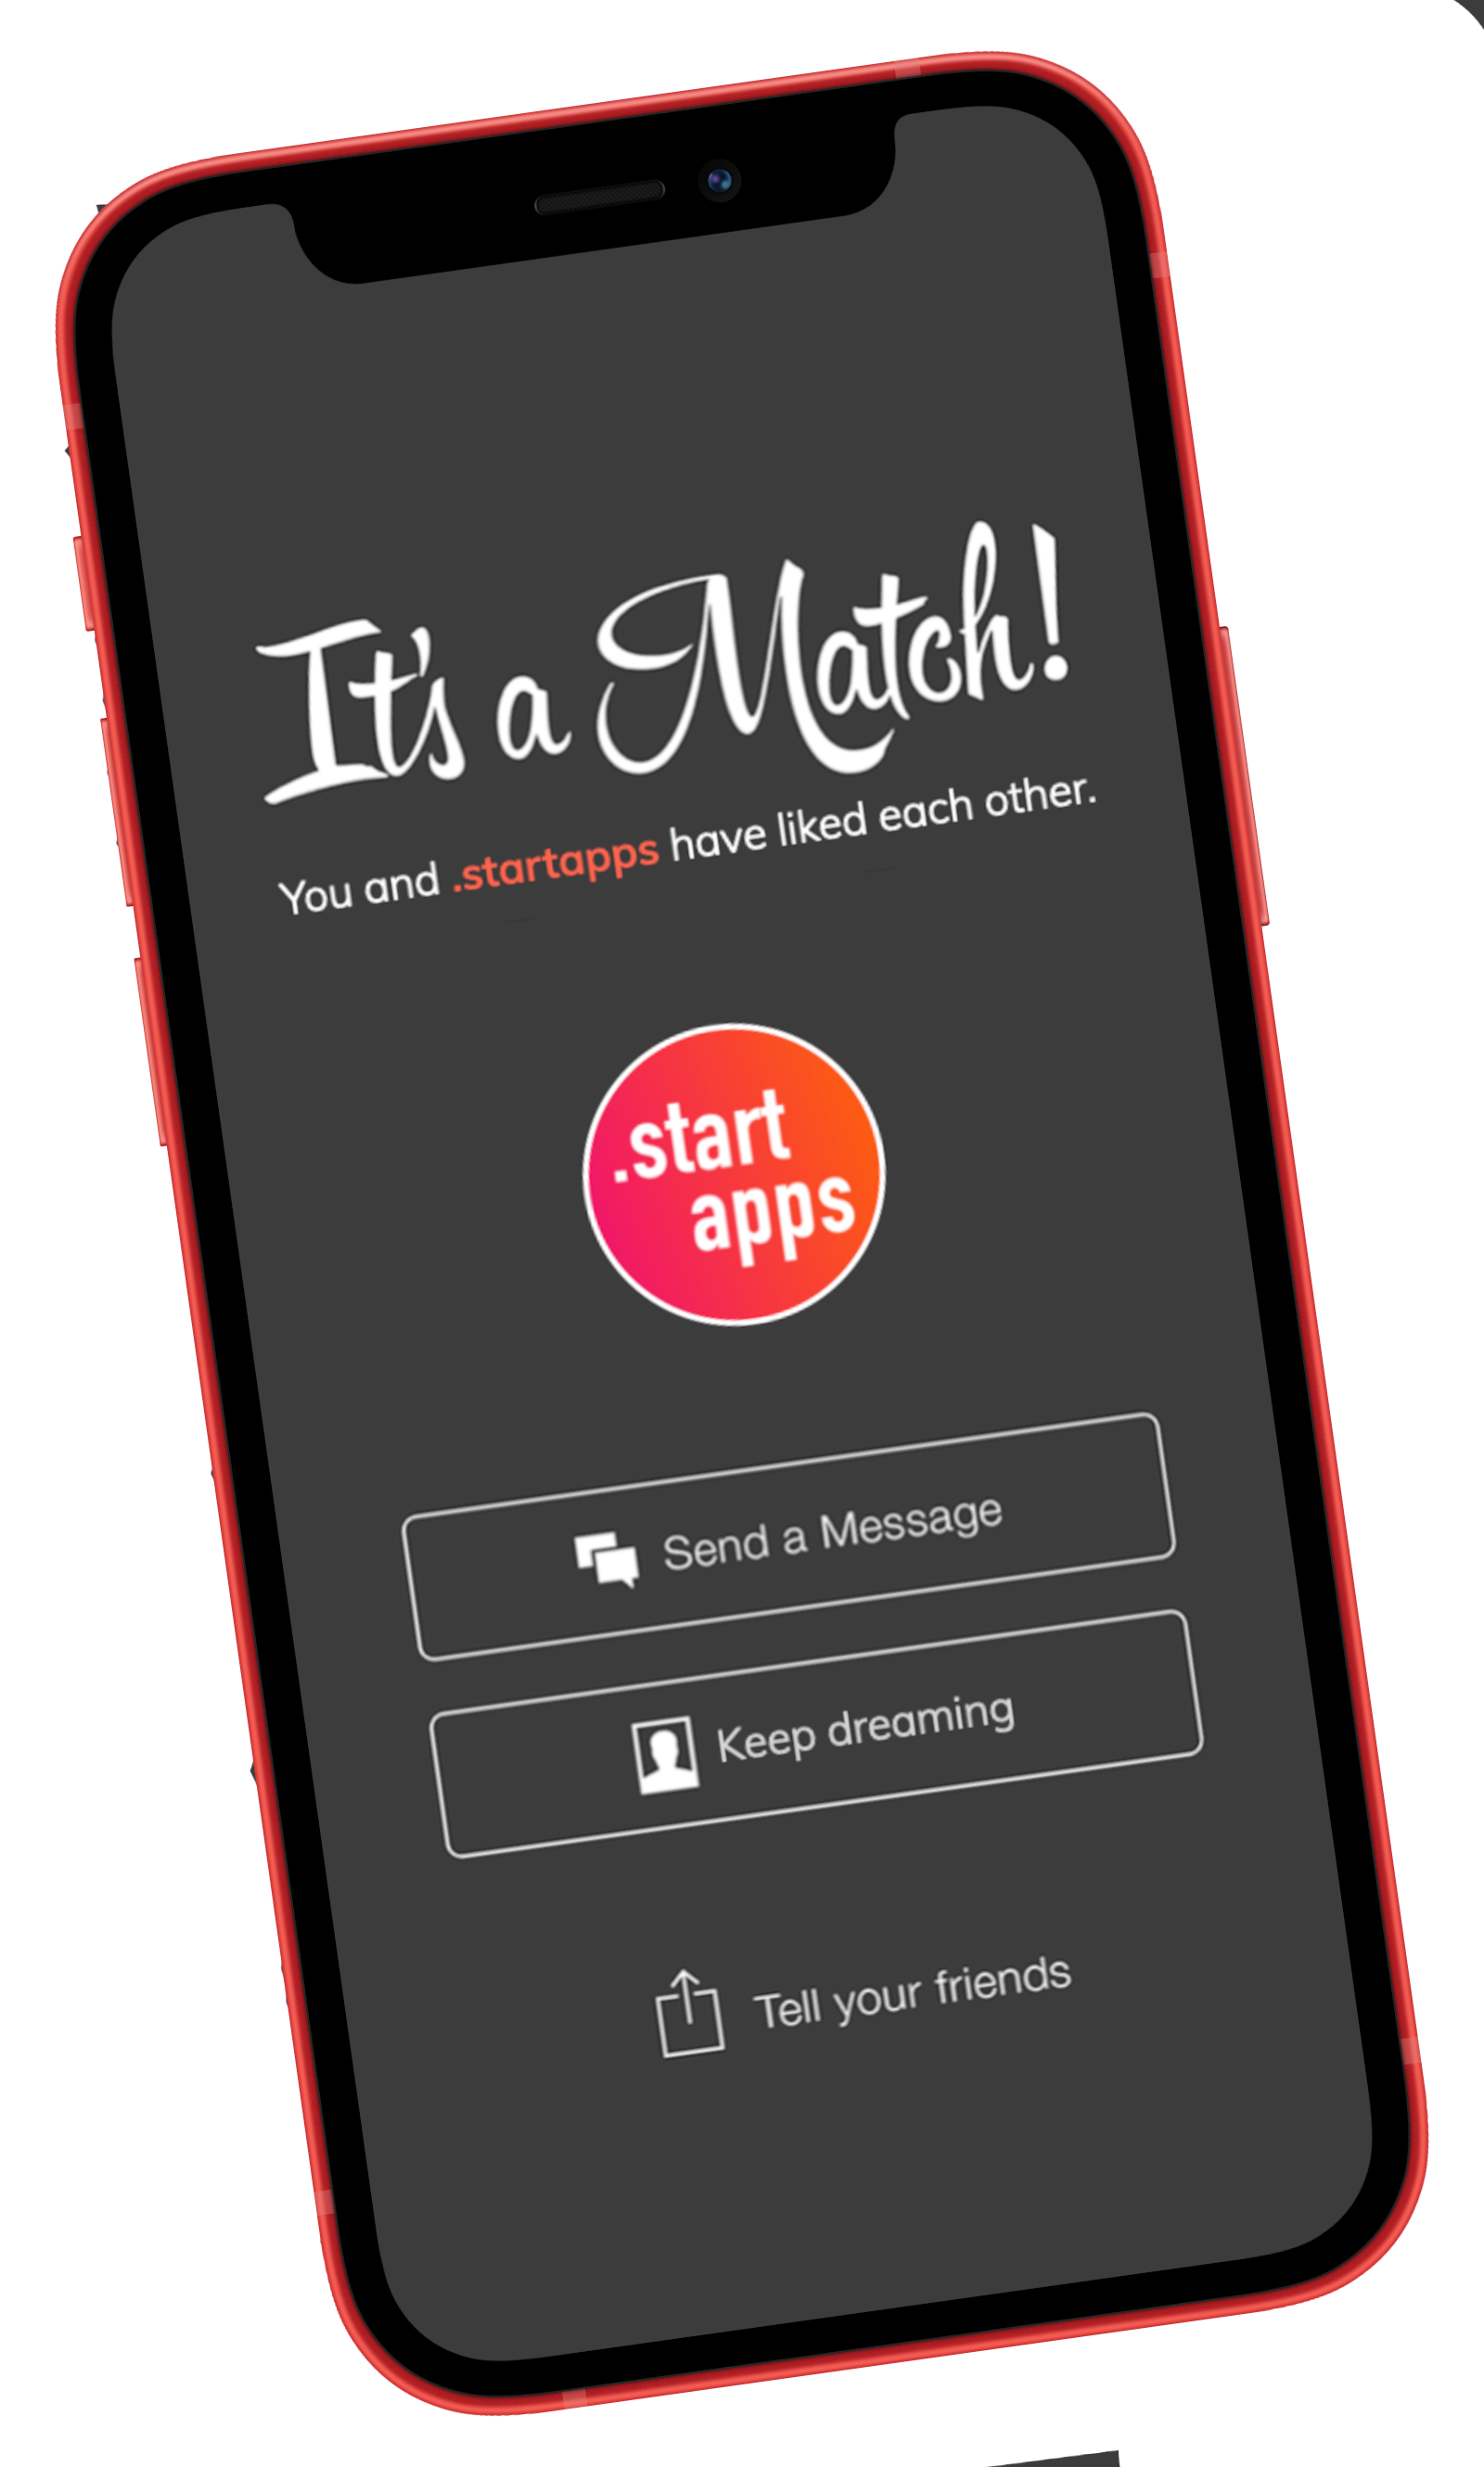 It's a Match!
You and .startapps have liked each other.
.start
apps
Send a Message
Keep dreaming
Tell your friends